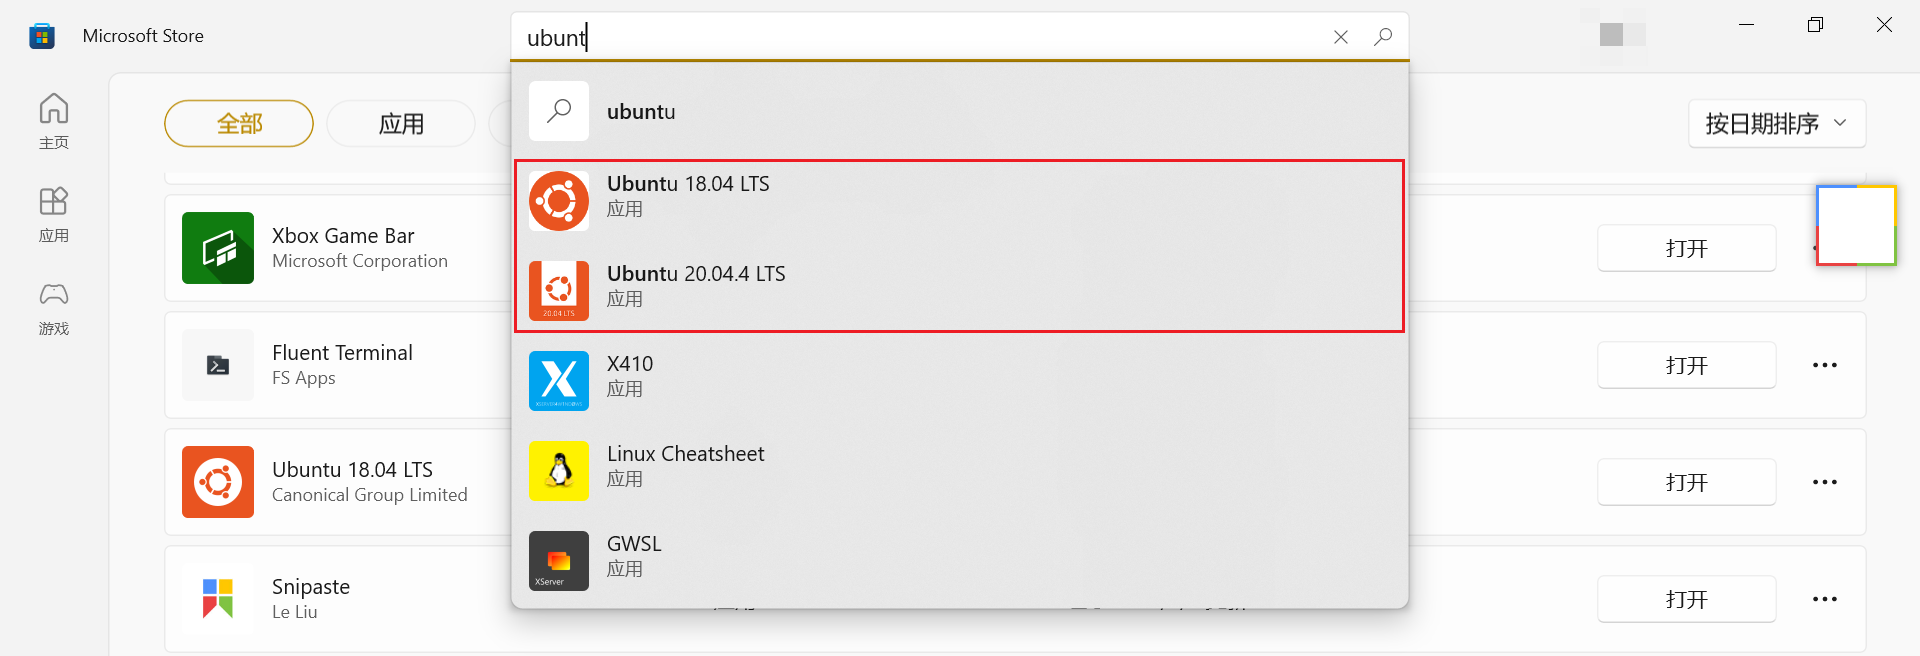 Microsoft Store
ubunt
主页
应用
游戏
全部
应用
按日期排序
ubuntu
Ubuntu 18.04 LTS
应用
Ubuntu 20.04.4 LTS
应用
20.04 LTS
X410
应用
Linux Cheatsheet
应用
GWSL
应用
XServer
Xbox Game Bar
Microsoft Corporation
打开
Fluent Terminal
FS Apps
打开
Ubuntu 18.04 LTS
Canonical Group Limited
打开
Snipaste
Le Liu
打开